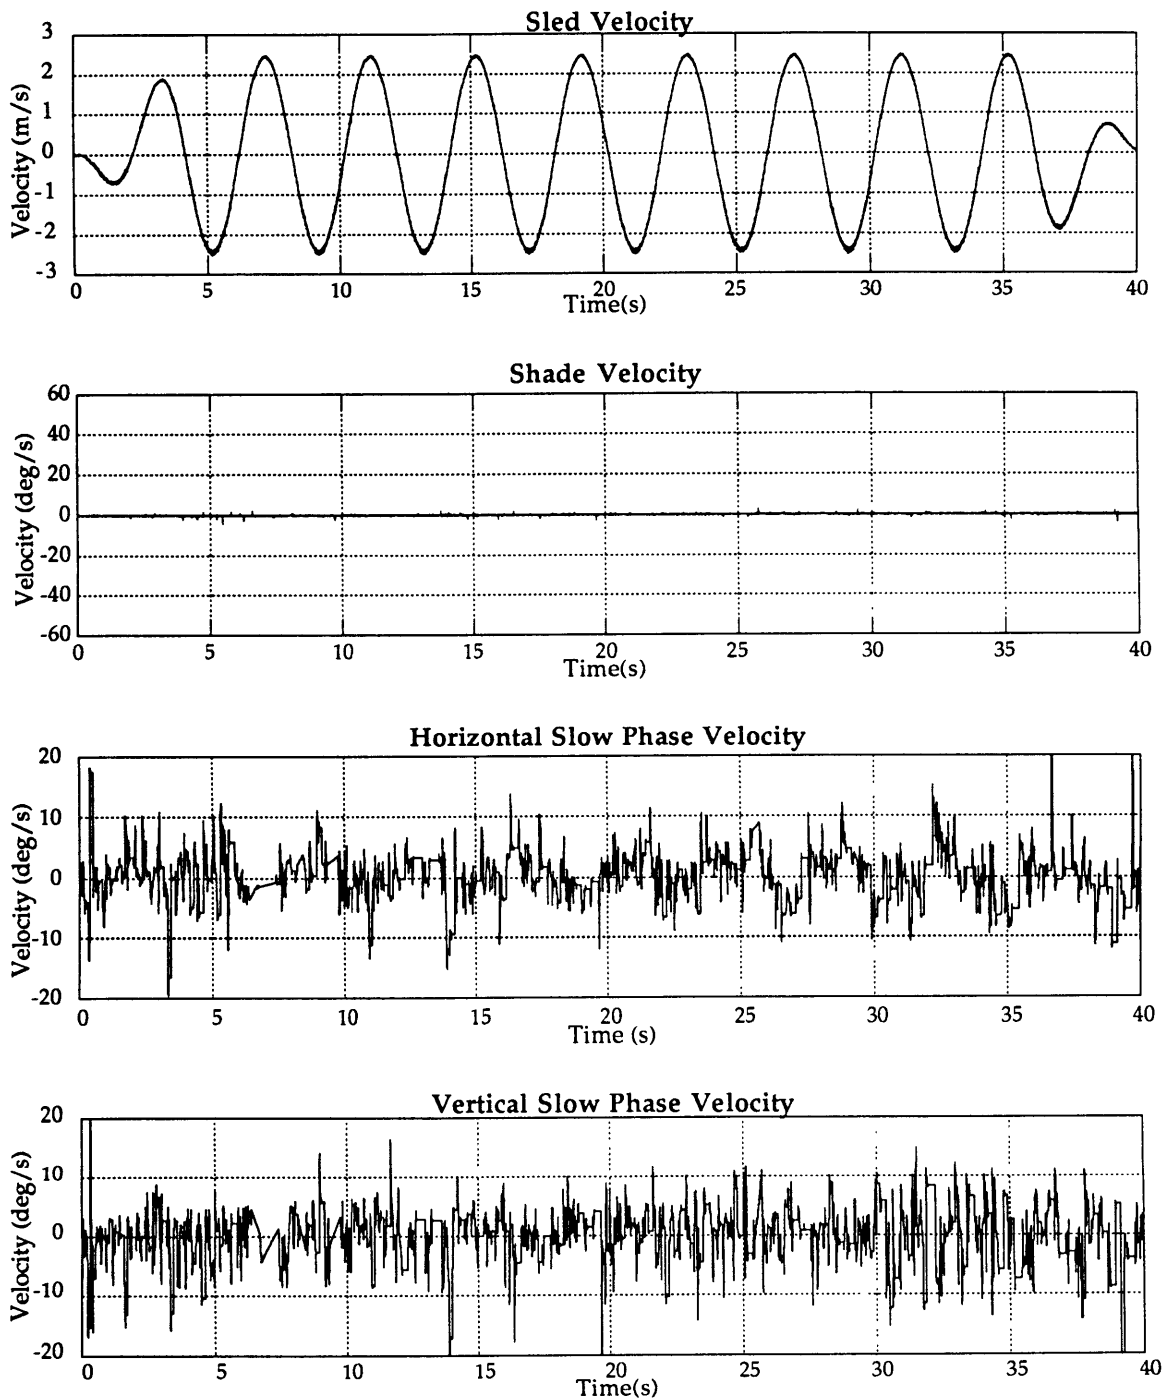 Sled Velocity
3
2
1
0
-1
-2
-3
Velocity (m/s)
0 5 10 15 20 25 30 35 40
Time(s)
Shade Velocity
60
40
20
0
-20
-40
-60
Velocity (deg/s)
0 5 10 15 20 25 30 35 40
Time(s)
Horizontal Slow Phase Velocity
20
10
0
-10
-20
Velocity (deg/s)
0 5 10 15 20 25 30 35 40
Time (s)
Vertical Slow Phase Velocity
20
10
0
-10
-20
Velocity (deg/s)
0 5 10 15 20 25 30 35 40
Time(s)